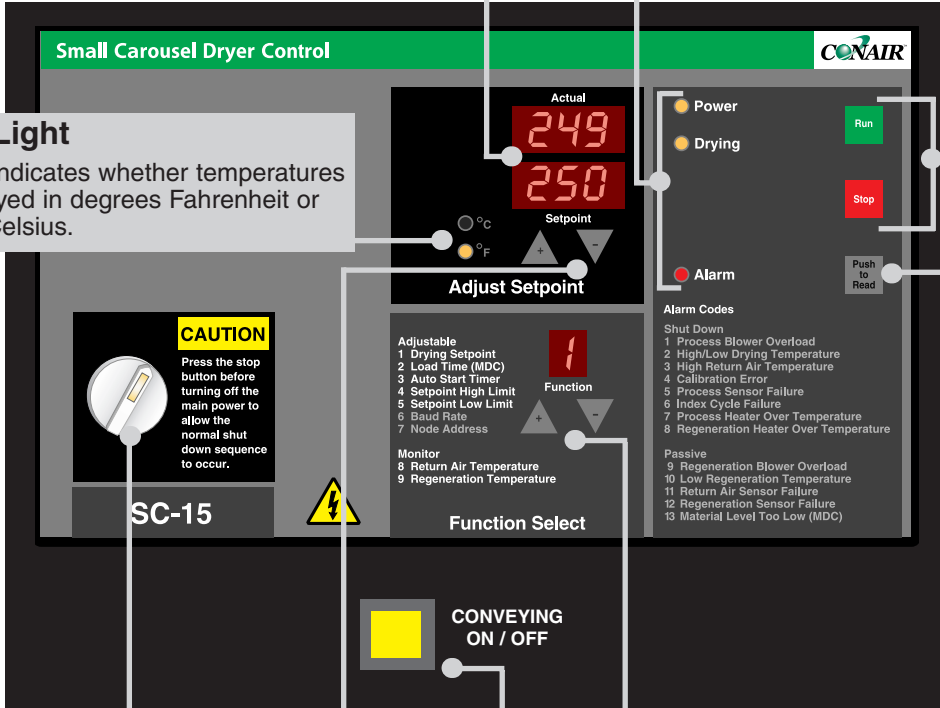 Small Carousel Dryer Control
CONAIR
Light
ndicates whether temperatures
yed in degrees Fahrenheit or
Celsius.
Actual
249
250
Setpoint
°C
°F
+
-
Adjust Setpoint
Power
Drying
Alarm
Run
Stop
Push
to
Read
CAUTION
Press the stop
button before
turning off the
main power to
allow the
normal shut
down sequence
to occur.
SC-15
Adjustable
1 Drying Setpoint
2 Load Time (MDC)
3 Auto Start Timer
4 Setpoint High Limit
5 Setpoint Low Limit
6 Baud Rate
7 Node Address
Monitor
8 Return Air Temperature
9 Regeneration Temperature
1
Function
+
-
Function Select
Alarm Codes
Shut Down
1 Process Blower Overload
2 High/Low Drying Temperature
3 High Return Air Temperature
4 Calibration Error
5 Process Sensor Failure
6 Index Cycle Failure
7 Process Heater Over Temperature
8 Regeneration Heater Over Temperature
Passive
9 Regeneration Blower Overload
10 Low Regeneration Temperature
11 Return Air Sensor Failure
12 Regeneration Sensor Failure
13 Material Level Too Low (MDC)
CONVEYING
ON / OFF